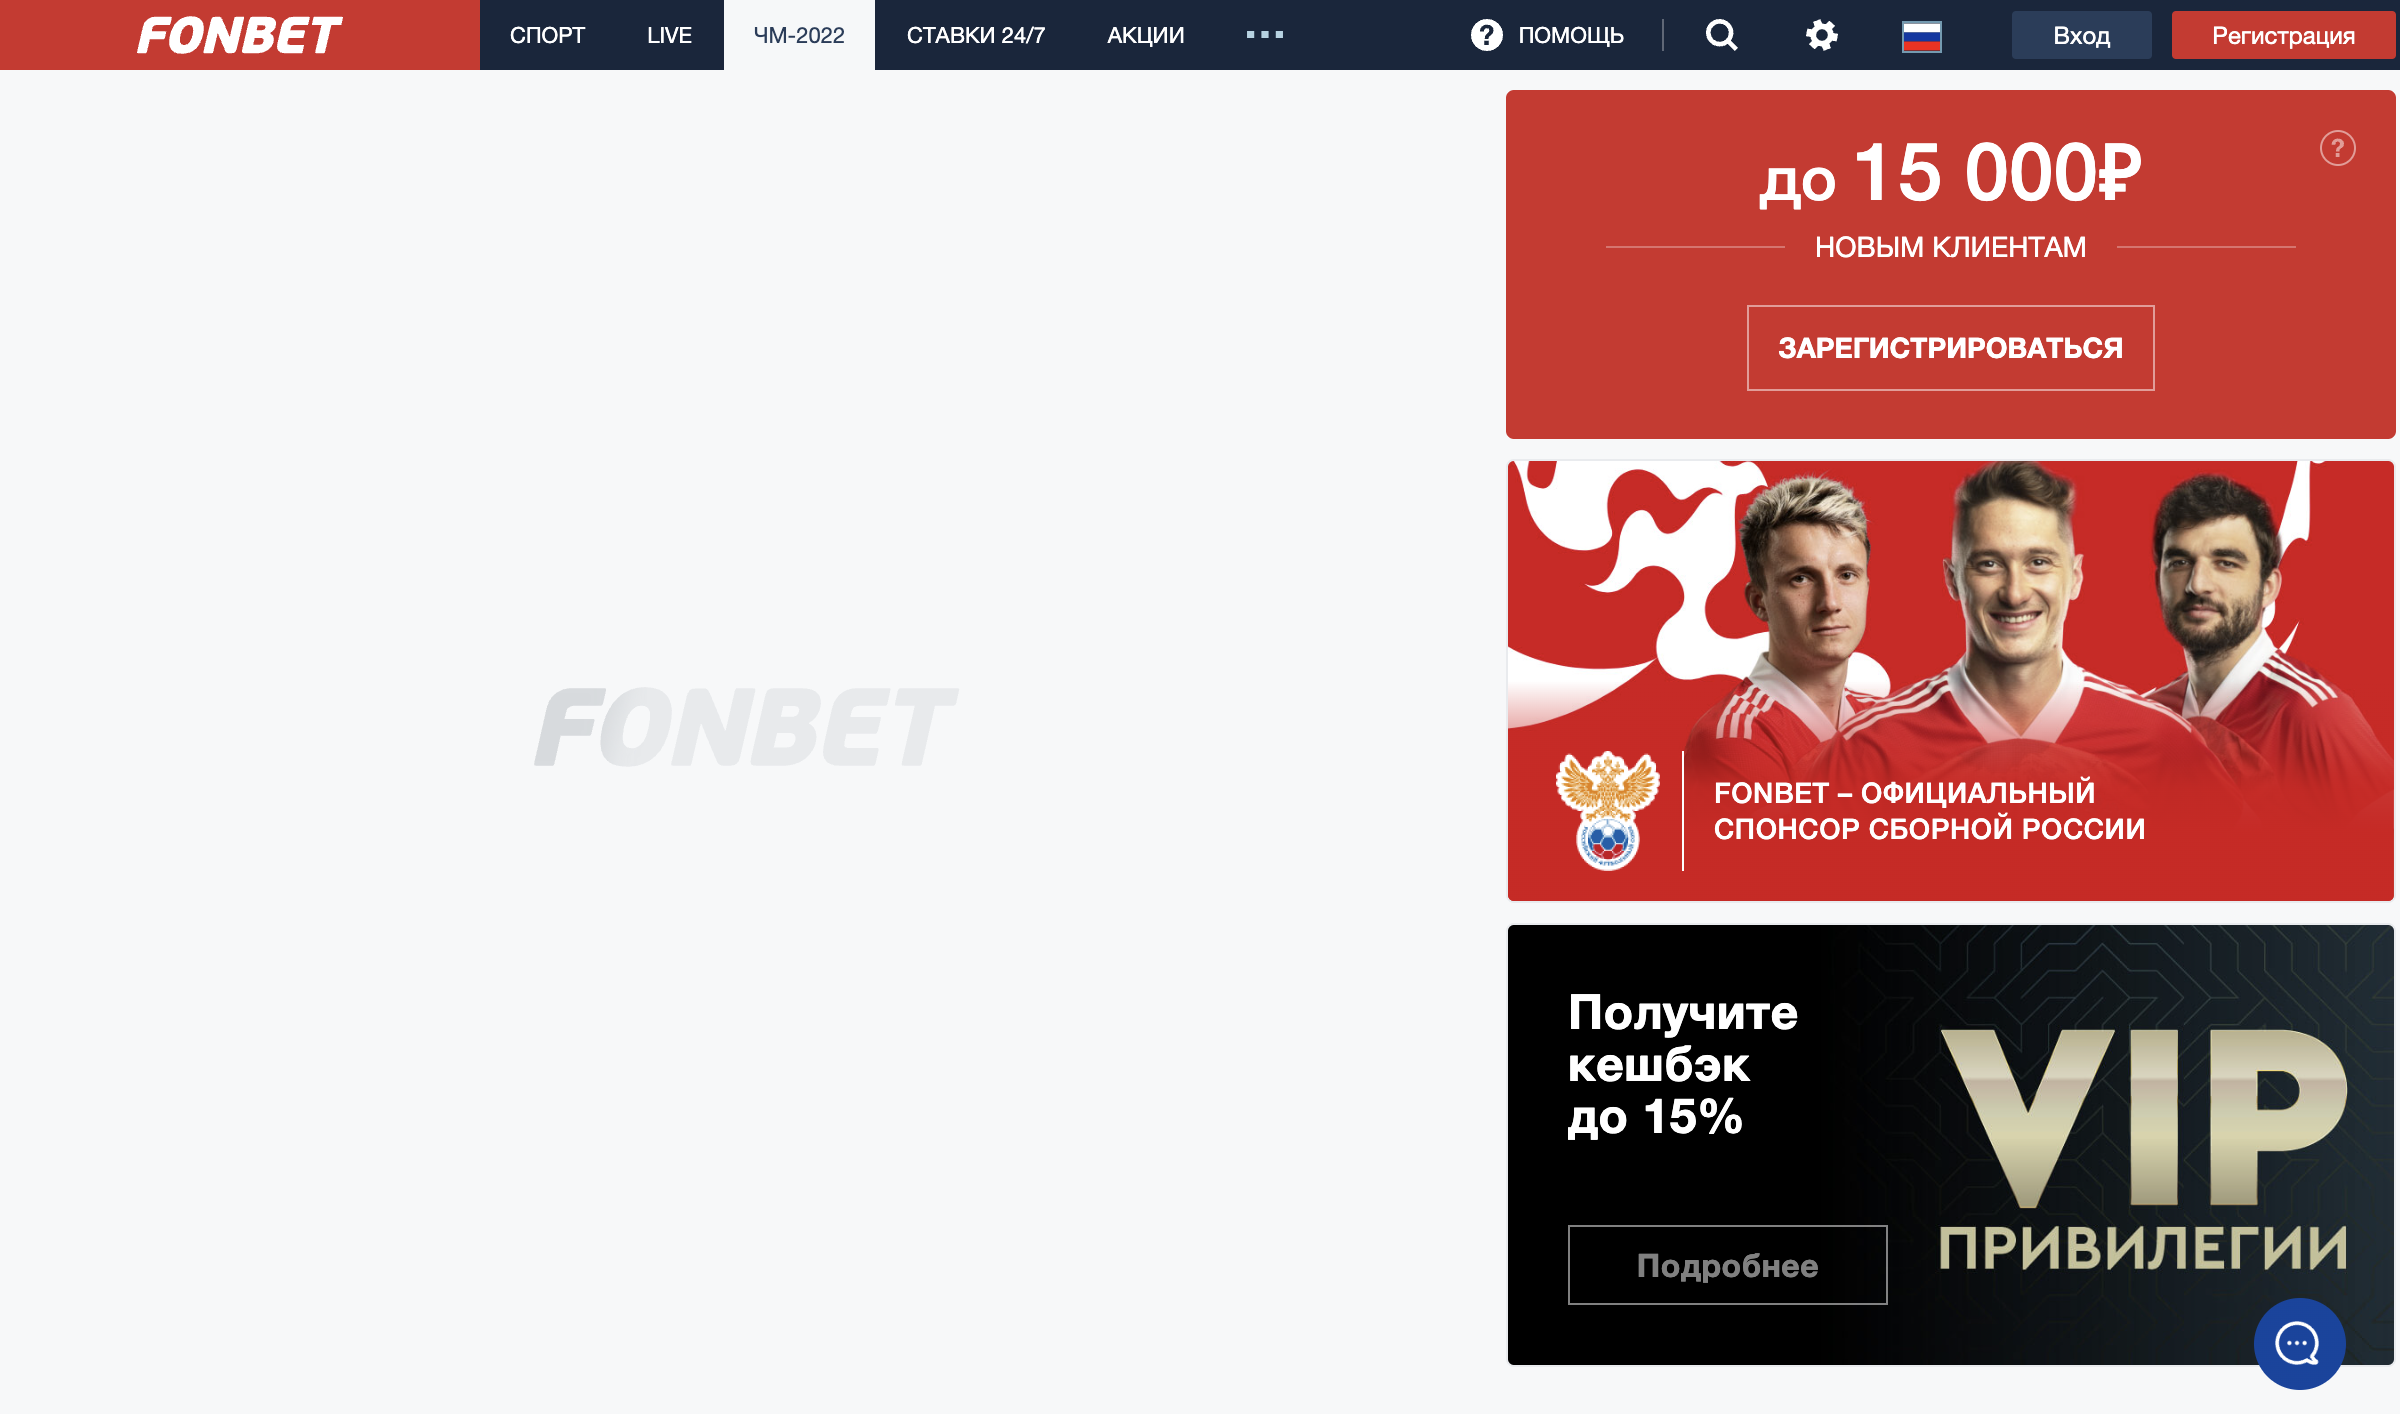 FONBET
СПОРТ
LIVE
ЧМ-2022
СТАВКИ 24/7
АКЦИИ
ПОМОЩЬ
Вход
Регистрация
до 15 000₽
НОВЫМ КЛИЕНТАМ
ЗАРЕГИСТРИРОВАТЬСЯ
FONBET
FONBET – ОФИЦИАЛЬНЫЙ
СПОНСОР СБОРНОЙ РОССИИ
Получите
кешбэк
до 15%
VIP
ПРИВИЛЕГИИ
Подробнее